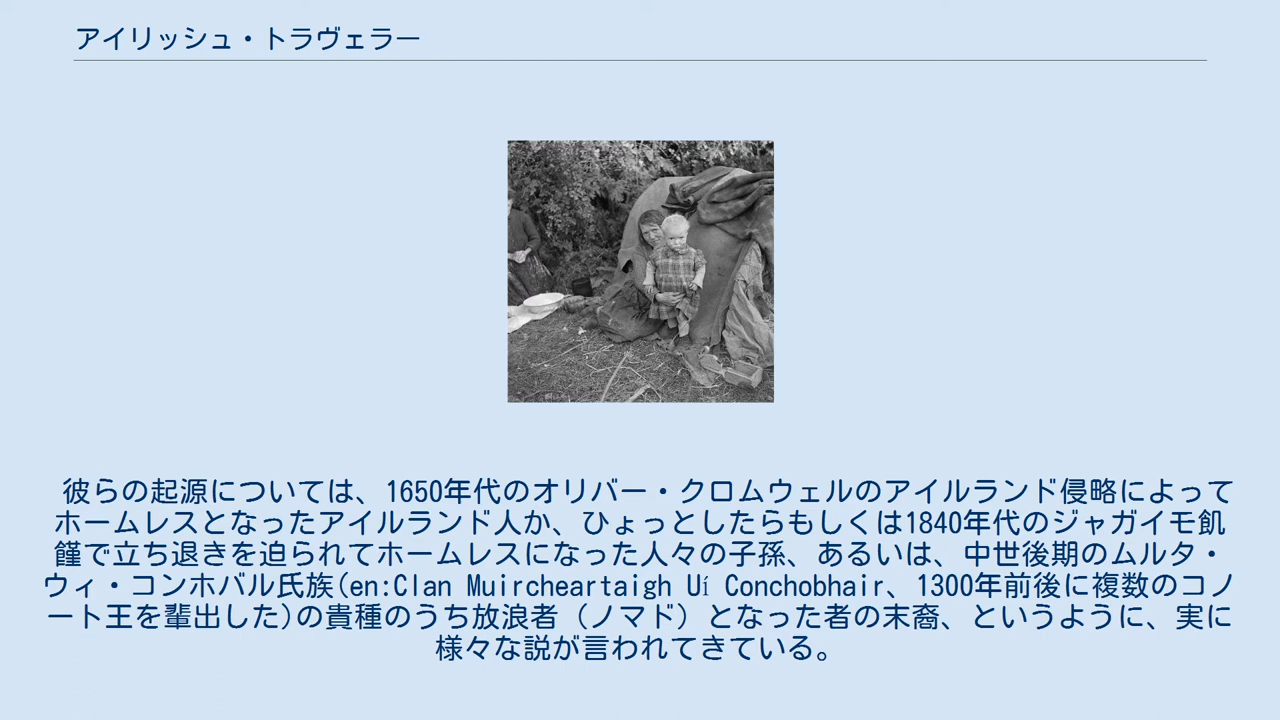 アイリッシュ・トラヴェラー
彼らの起源については、1650年代のオリバー・クロムウェルのアイルランド侵略によって
ホームレスとなったアイルランド人か、ひょっとしたらもしくは1840年代のジャガイモ飢
饉で立ち退きを迫られてホームレスになった人々の子孫、あるいは、中世後期のムルタ・
ウィ・コンホバル氏族(en:Clan Muircheartaigh Uí Conchobhair、1300年前後に複数のコノ
ート王を輩出した)の貴種のうち放浪者（ノマド）となった者の末裔、というように、実に
様々な説が言われてきている。